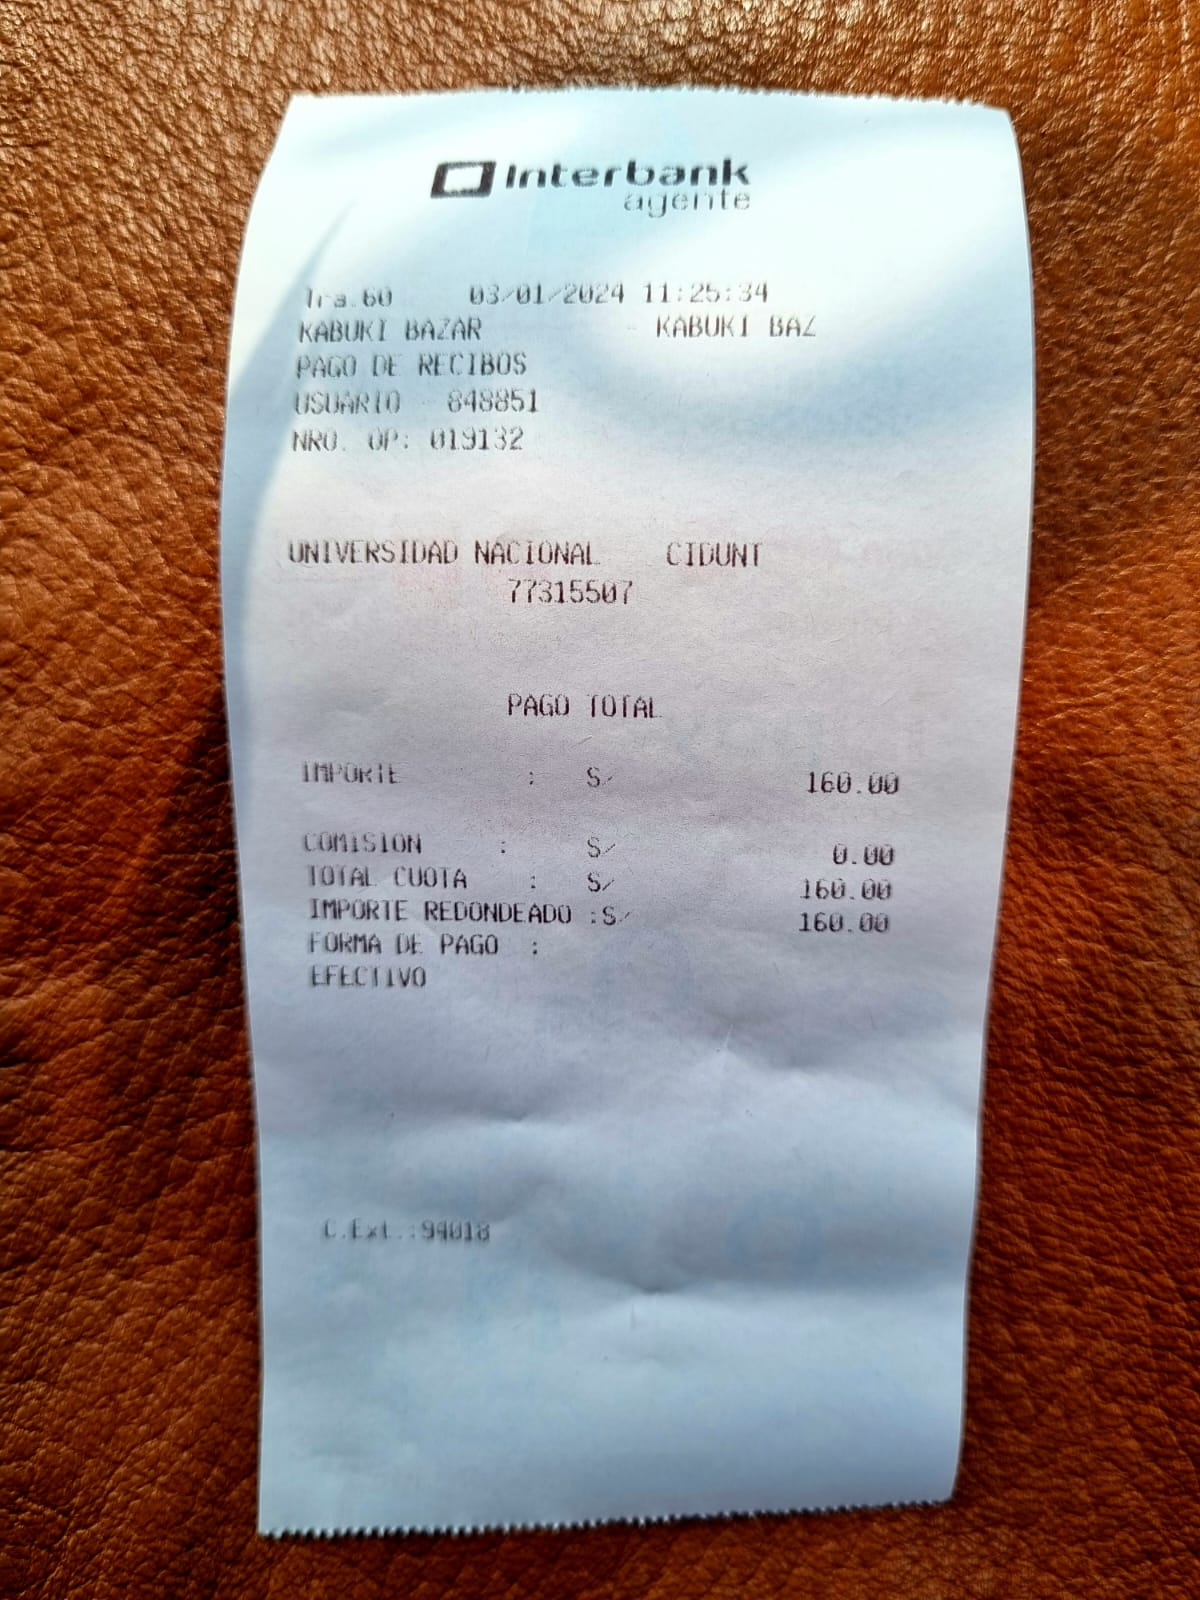 Interbank
agente
Tra.60 03/01/2024 11:25:34
KABUKI BAZAR - KABUKI BAZ
PAGO DE RECIBOS
USUARIO 848851
NRO. OP: 019132
UNIVERSIDAD NACIONAL CIDUNT
77315507
PAGO TOTAL
IMPORTE : S/ 160.00
COMISION : S/ 0.00
TOTAL CUOTA : S/ 160.00
IMPORTE REDONDEADO :S/ 160.00
FORMA DE PAGO :
EFECTIVO
C.Ext.:94018